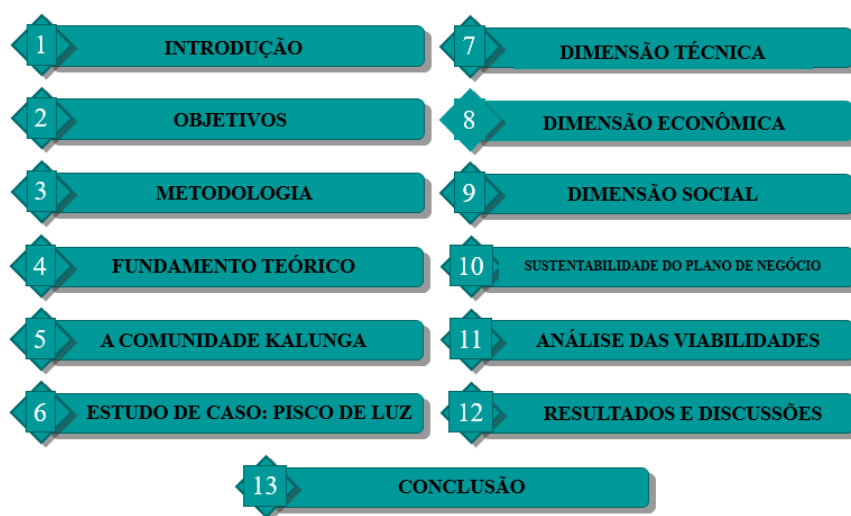 1 INTRODUÇÃO
2 OBJETIVOS
3 METODOLOGIA
4 FUNDAMENTO TEÓRICO
5 A COMUNIDADE KALUNGA
6 ESTUDO DE CASO: PISCO DE LUZ
7 DIMENSÃO TÉCNICA
8 DIMENSÃO ECONÔMICA
9 DIMENSÃO SOCIAL
10 SUSTENTABILIDADE DO PLANO DE NEGÓCIO
11 ANÁLISE DAS VIABILIDADES
12 RESULTADOS E DISCUSSÕES
13 CONCLUSÃO